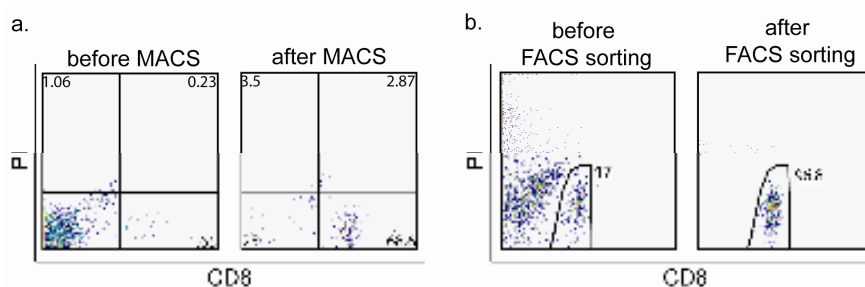 a.
before MACS
after MACS
1.06
0.23
3.5
2.87
PI
CD8
b.
before
FACS sorting
after
FACS sorting
PI
17
CD8